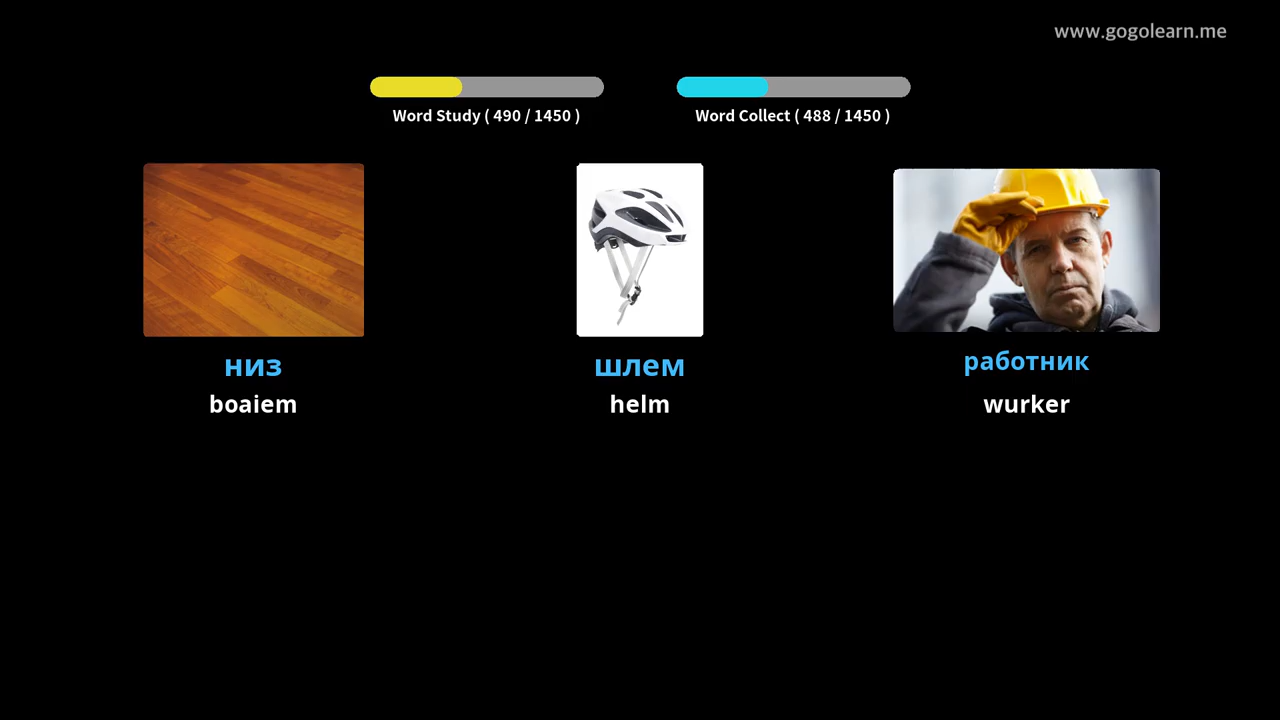 www.gogolearn.me
Word Study ( 490 / 1450 )
Word Collect ( 488 / 1450 )
низ
шлем
работник
boaiem
helm
wurker